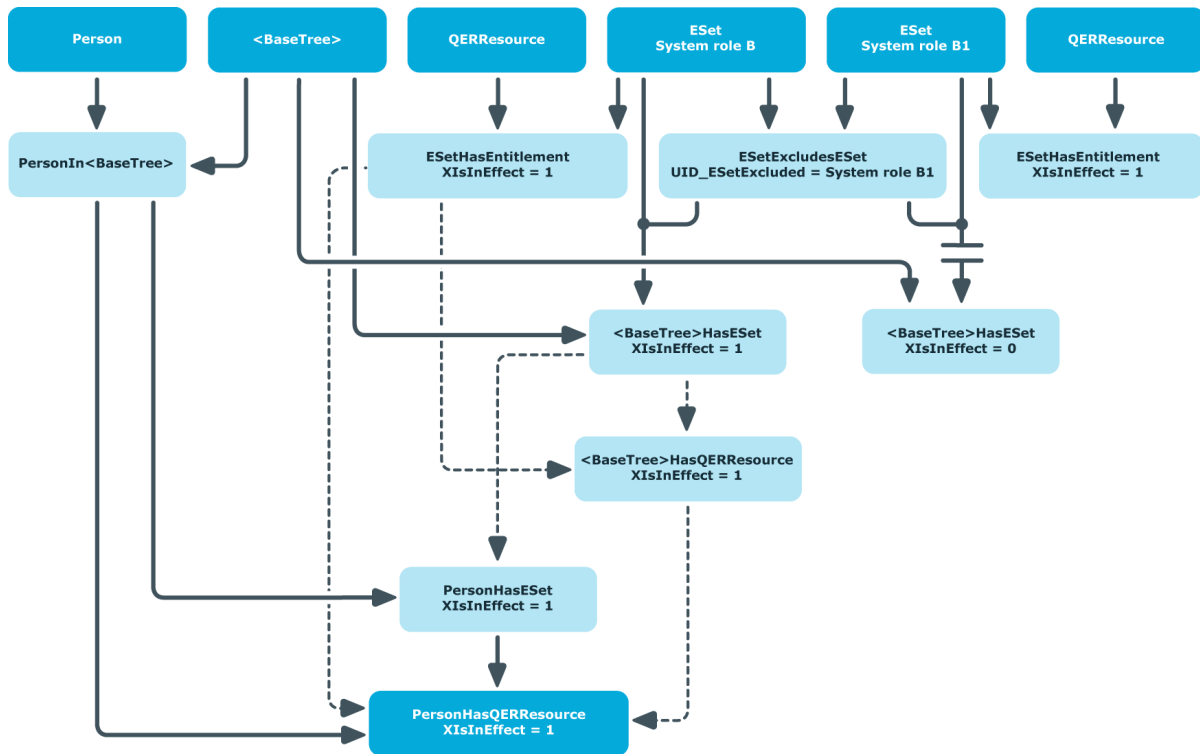 Person
<BaseTree>
QERResource
ESet
System role B
ESet
System role B1
QERResource
PersonIn<BaseTree>
ESetHasEntitlement
XIsInEffect = 1
ESetExcludesESet
UID_ESetExcluded = System role B1
ESetHasEntitlement
XIsInEffect = 1
<BaseTree>HasESet
XIsInEffect = 1
<BaseTree>HasESet
XIsInEffect = 0
<BaseTree>HasQERResource
XIsInEffect = 1
PersonHasESet
XIsInEffect = 1
PersonHasQERResource
XIsInEffect = 1